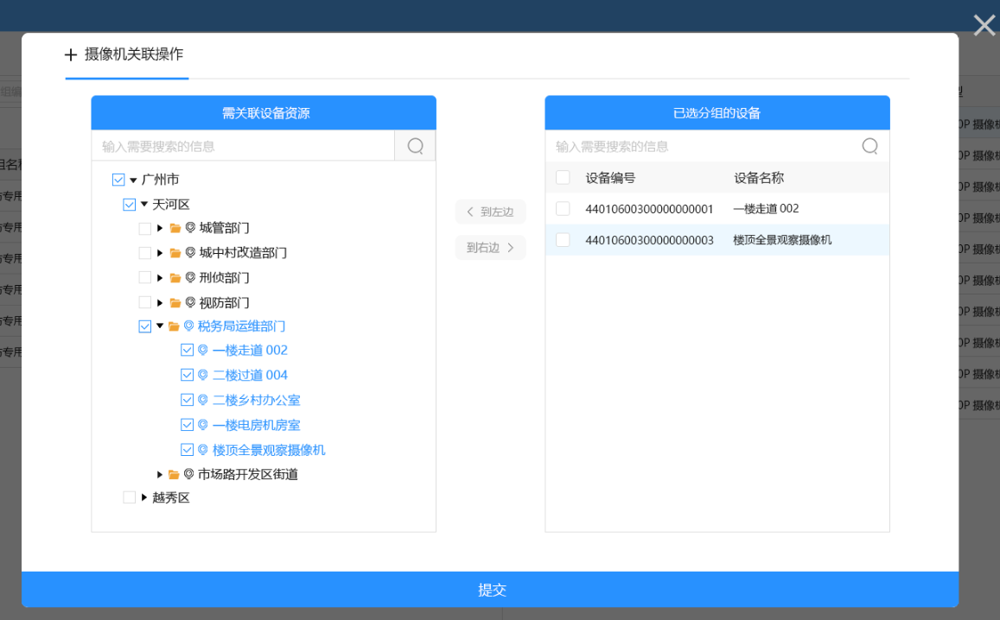 摄像机关联操作
需关联设备资源
输入需要搜索的信息
广州市
天河区
城管部门
城中村改造部门
刑侦部门
视防部门
税务局运维部门
一楼走道 002
二楼过道 004
二楼乡村办公室
一楼电房机房室
楼顶全景观察摄像机
市场路开发区街道
越秀区
到左边
到右边
已选分组的设备
输入需要搜索的信息
设备编号 设备名称
44010600300000000001 一楼走道 002
44010600300000000003 楼顶全景观察摄像机
提交